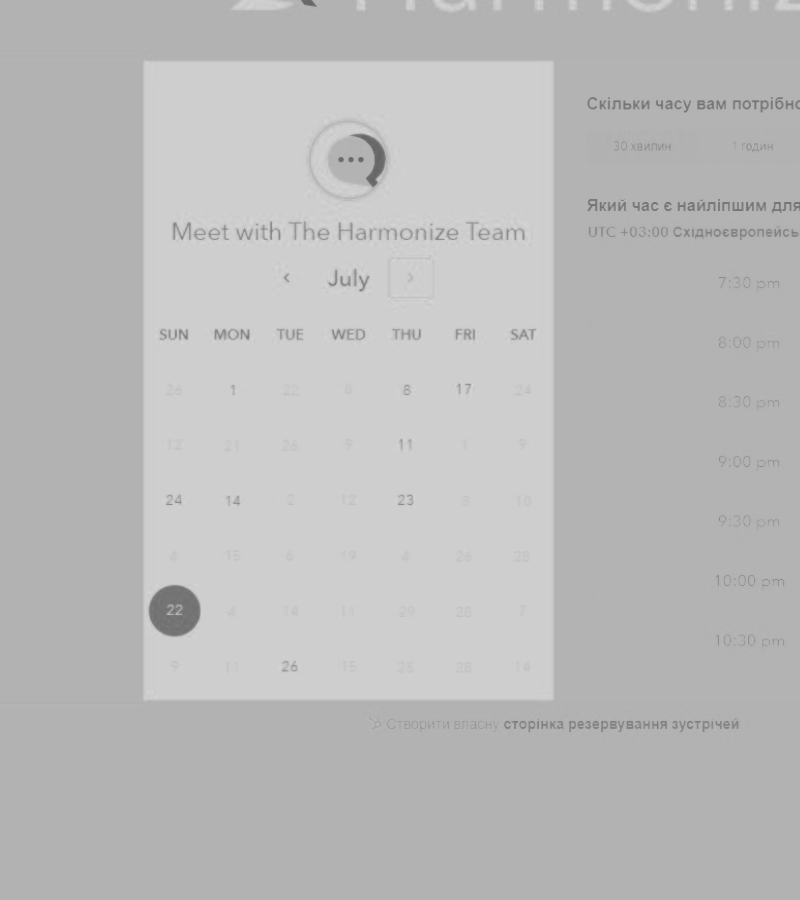 Harmoniz
Meet with The Harmonize Team
‹ July ›
SUN MON TUE WED THU FRI SAT
26 1 22 8 8 17 24
12 21 26 9 11 1 9
24 14 2 12 23 3 10
4 15 6 19 4 26 28
22 4 14 11 29 28 7
9 11 26 15 28 14
Скільки часу вам потрібно
30 хвилин 1 годин
Який час є найліпшим для
UTC +03:00 Східноєвропейсь
7:30 pm
8:00 pm
8:30 pm
9:00 pm
9:30 pm
10:00 pm
10:30 pm
Створити власну сторінка резервування зустрічей